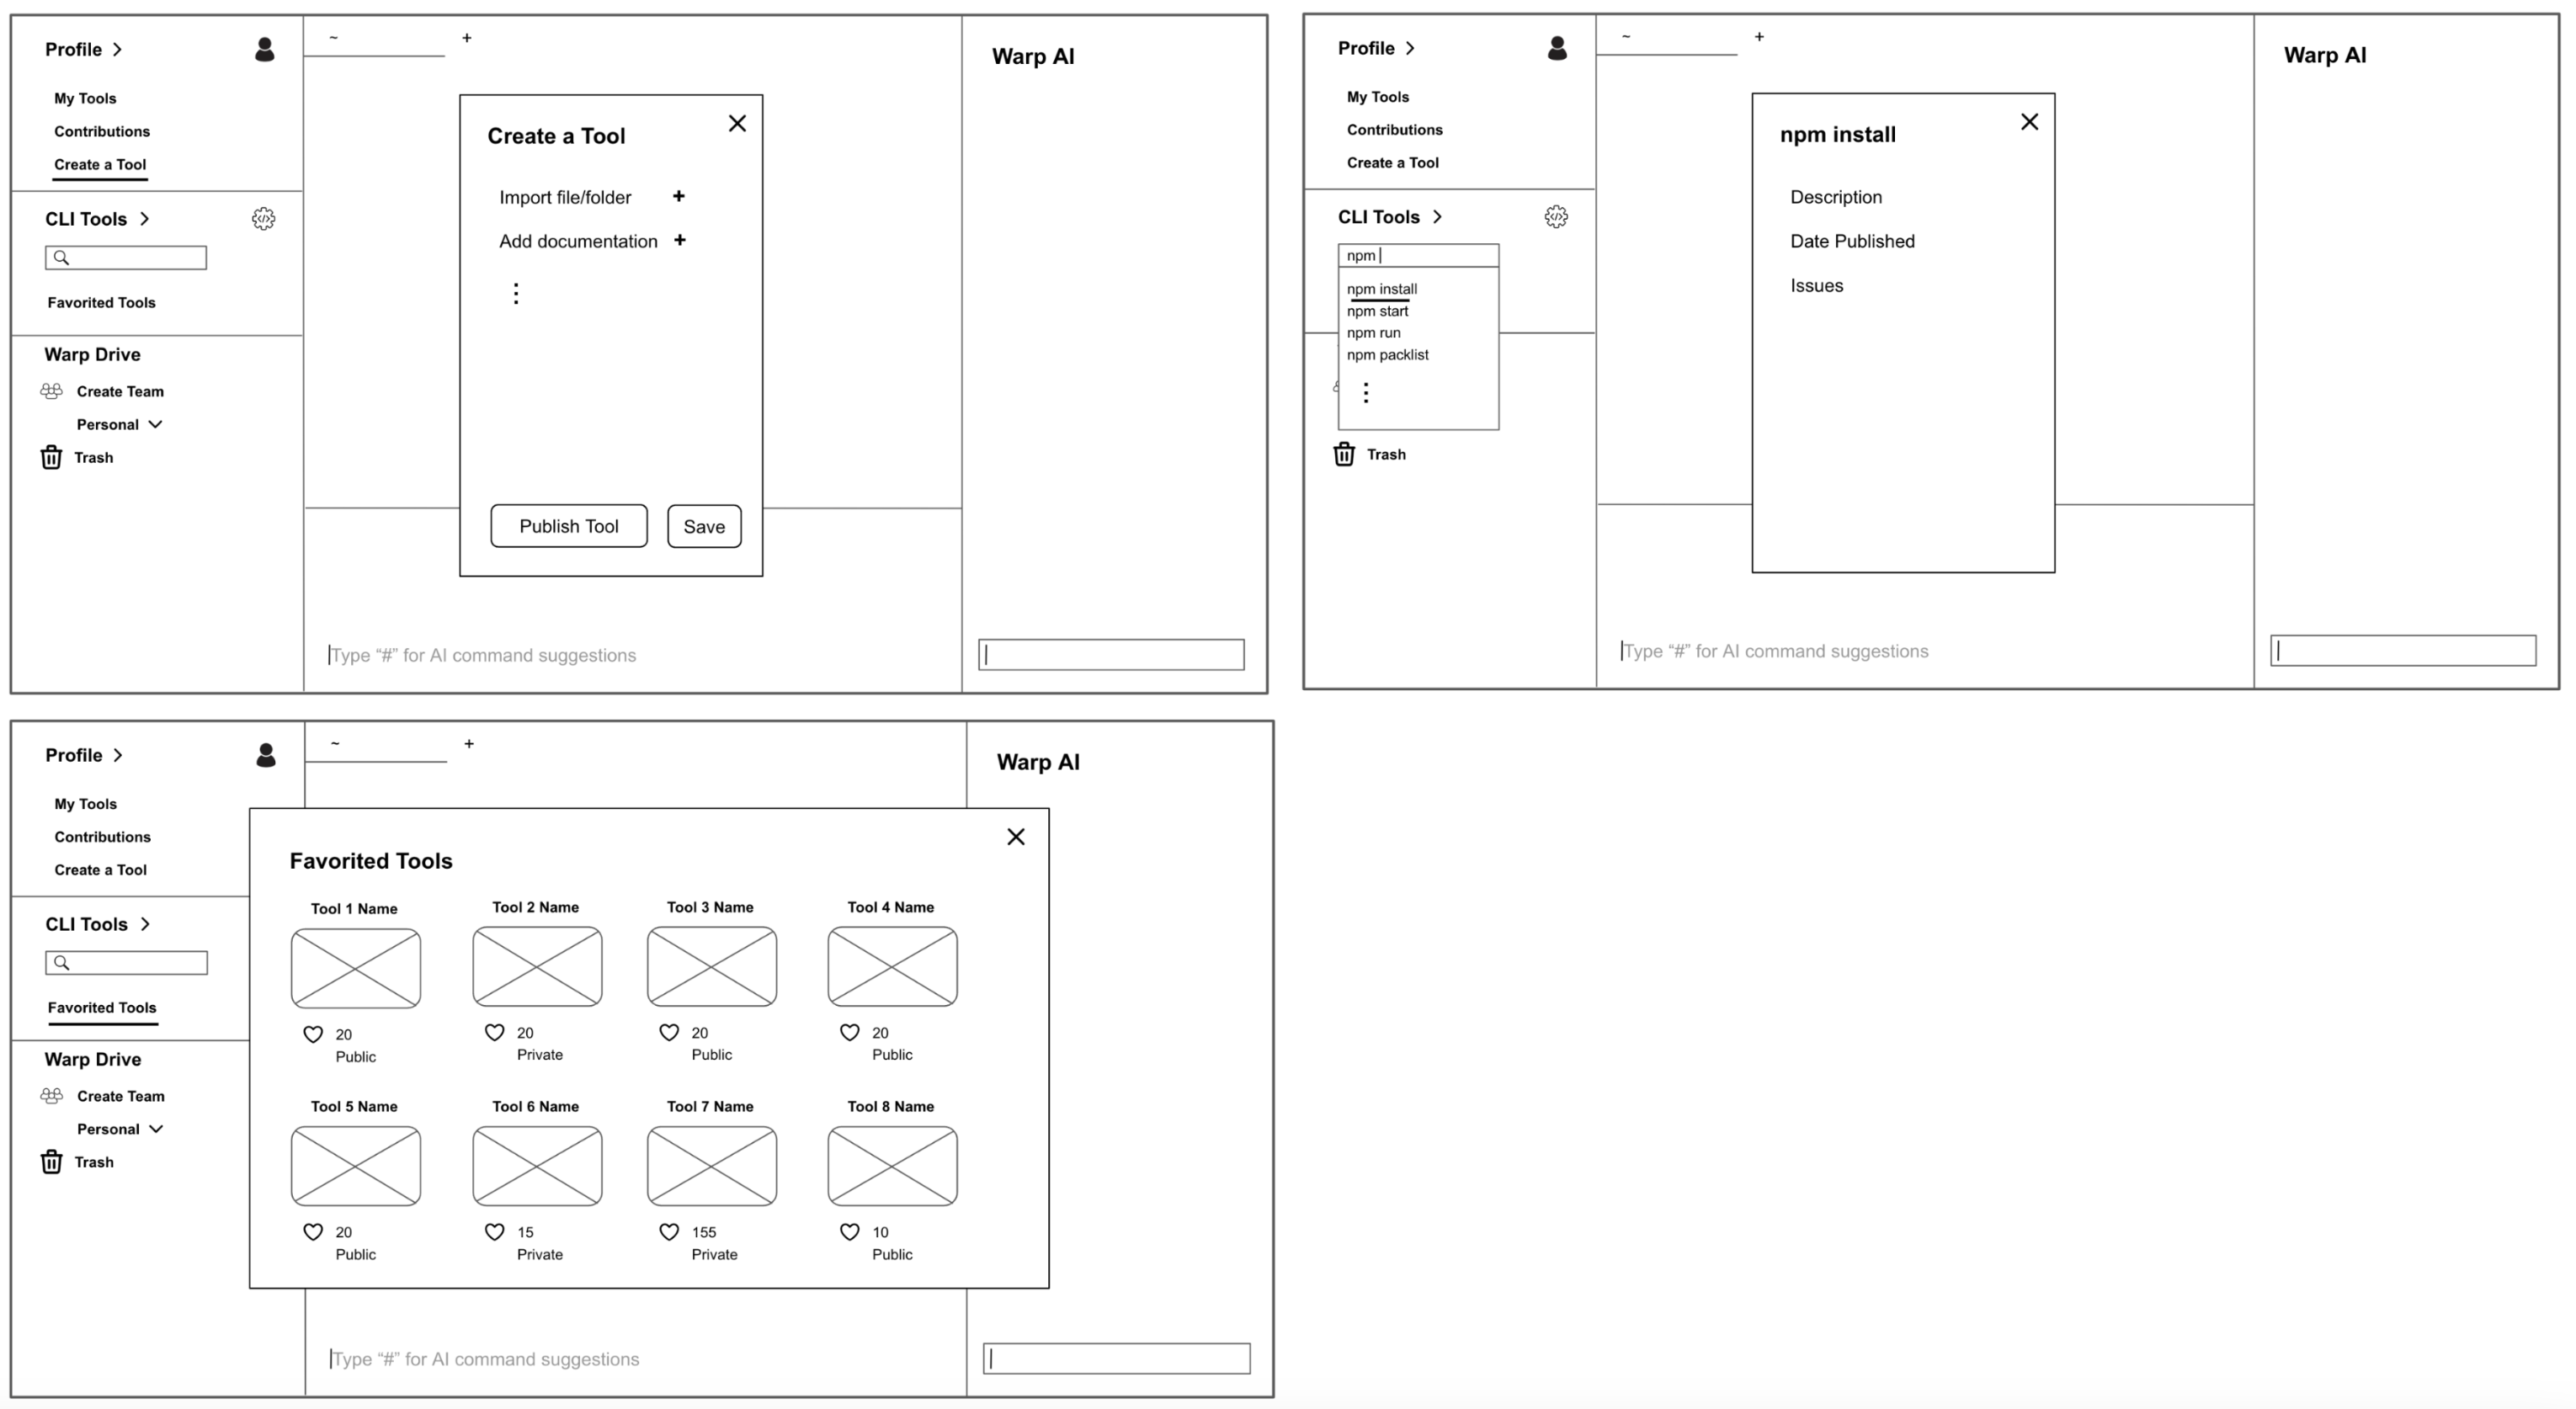 Profile >
My Tools
Contributions
Create a Tool
CLI Tools >
Favorited Tools
Warp Drive
Create Team
Personal
Trash
~ +
Create a Tool
Import file/folder +
Add documentation +
Publish Tool
Save
Type “#” for AI command suggestions
Warp AI
Profile >
My Tools
Contributions
Create a Tool
CLI Tools >
npm
npm install
npm start
npm run
npm packlist
Trash
~ +
npm install
Description
Date Published
Issues
Type “#” for AI command suggestions
Warp AI
Profile >
My Tools
Contributions
Create a Tool
CLI Tools >
Favorited Tools
Warp Drive
Create Team
Personal
Trash
~ +
Warp AI
Favorited Tools
Tool 1 Name Tool 2 Name Tool 3 Name Tool 4 Name
20 20 20 20
Public Private Public Public
Tool 5 Name Tool 6 Name Tool 7 Name Tool 8 Name
20 15 155 10
Public Private Private Public
Type “#” for AI command suggestions